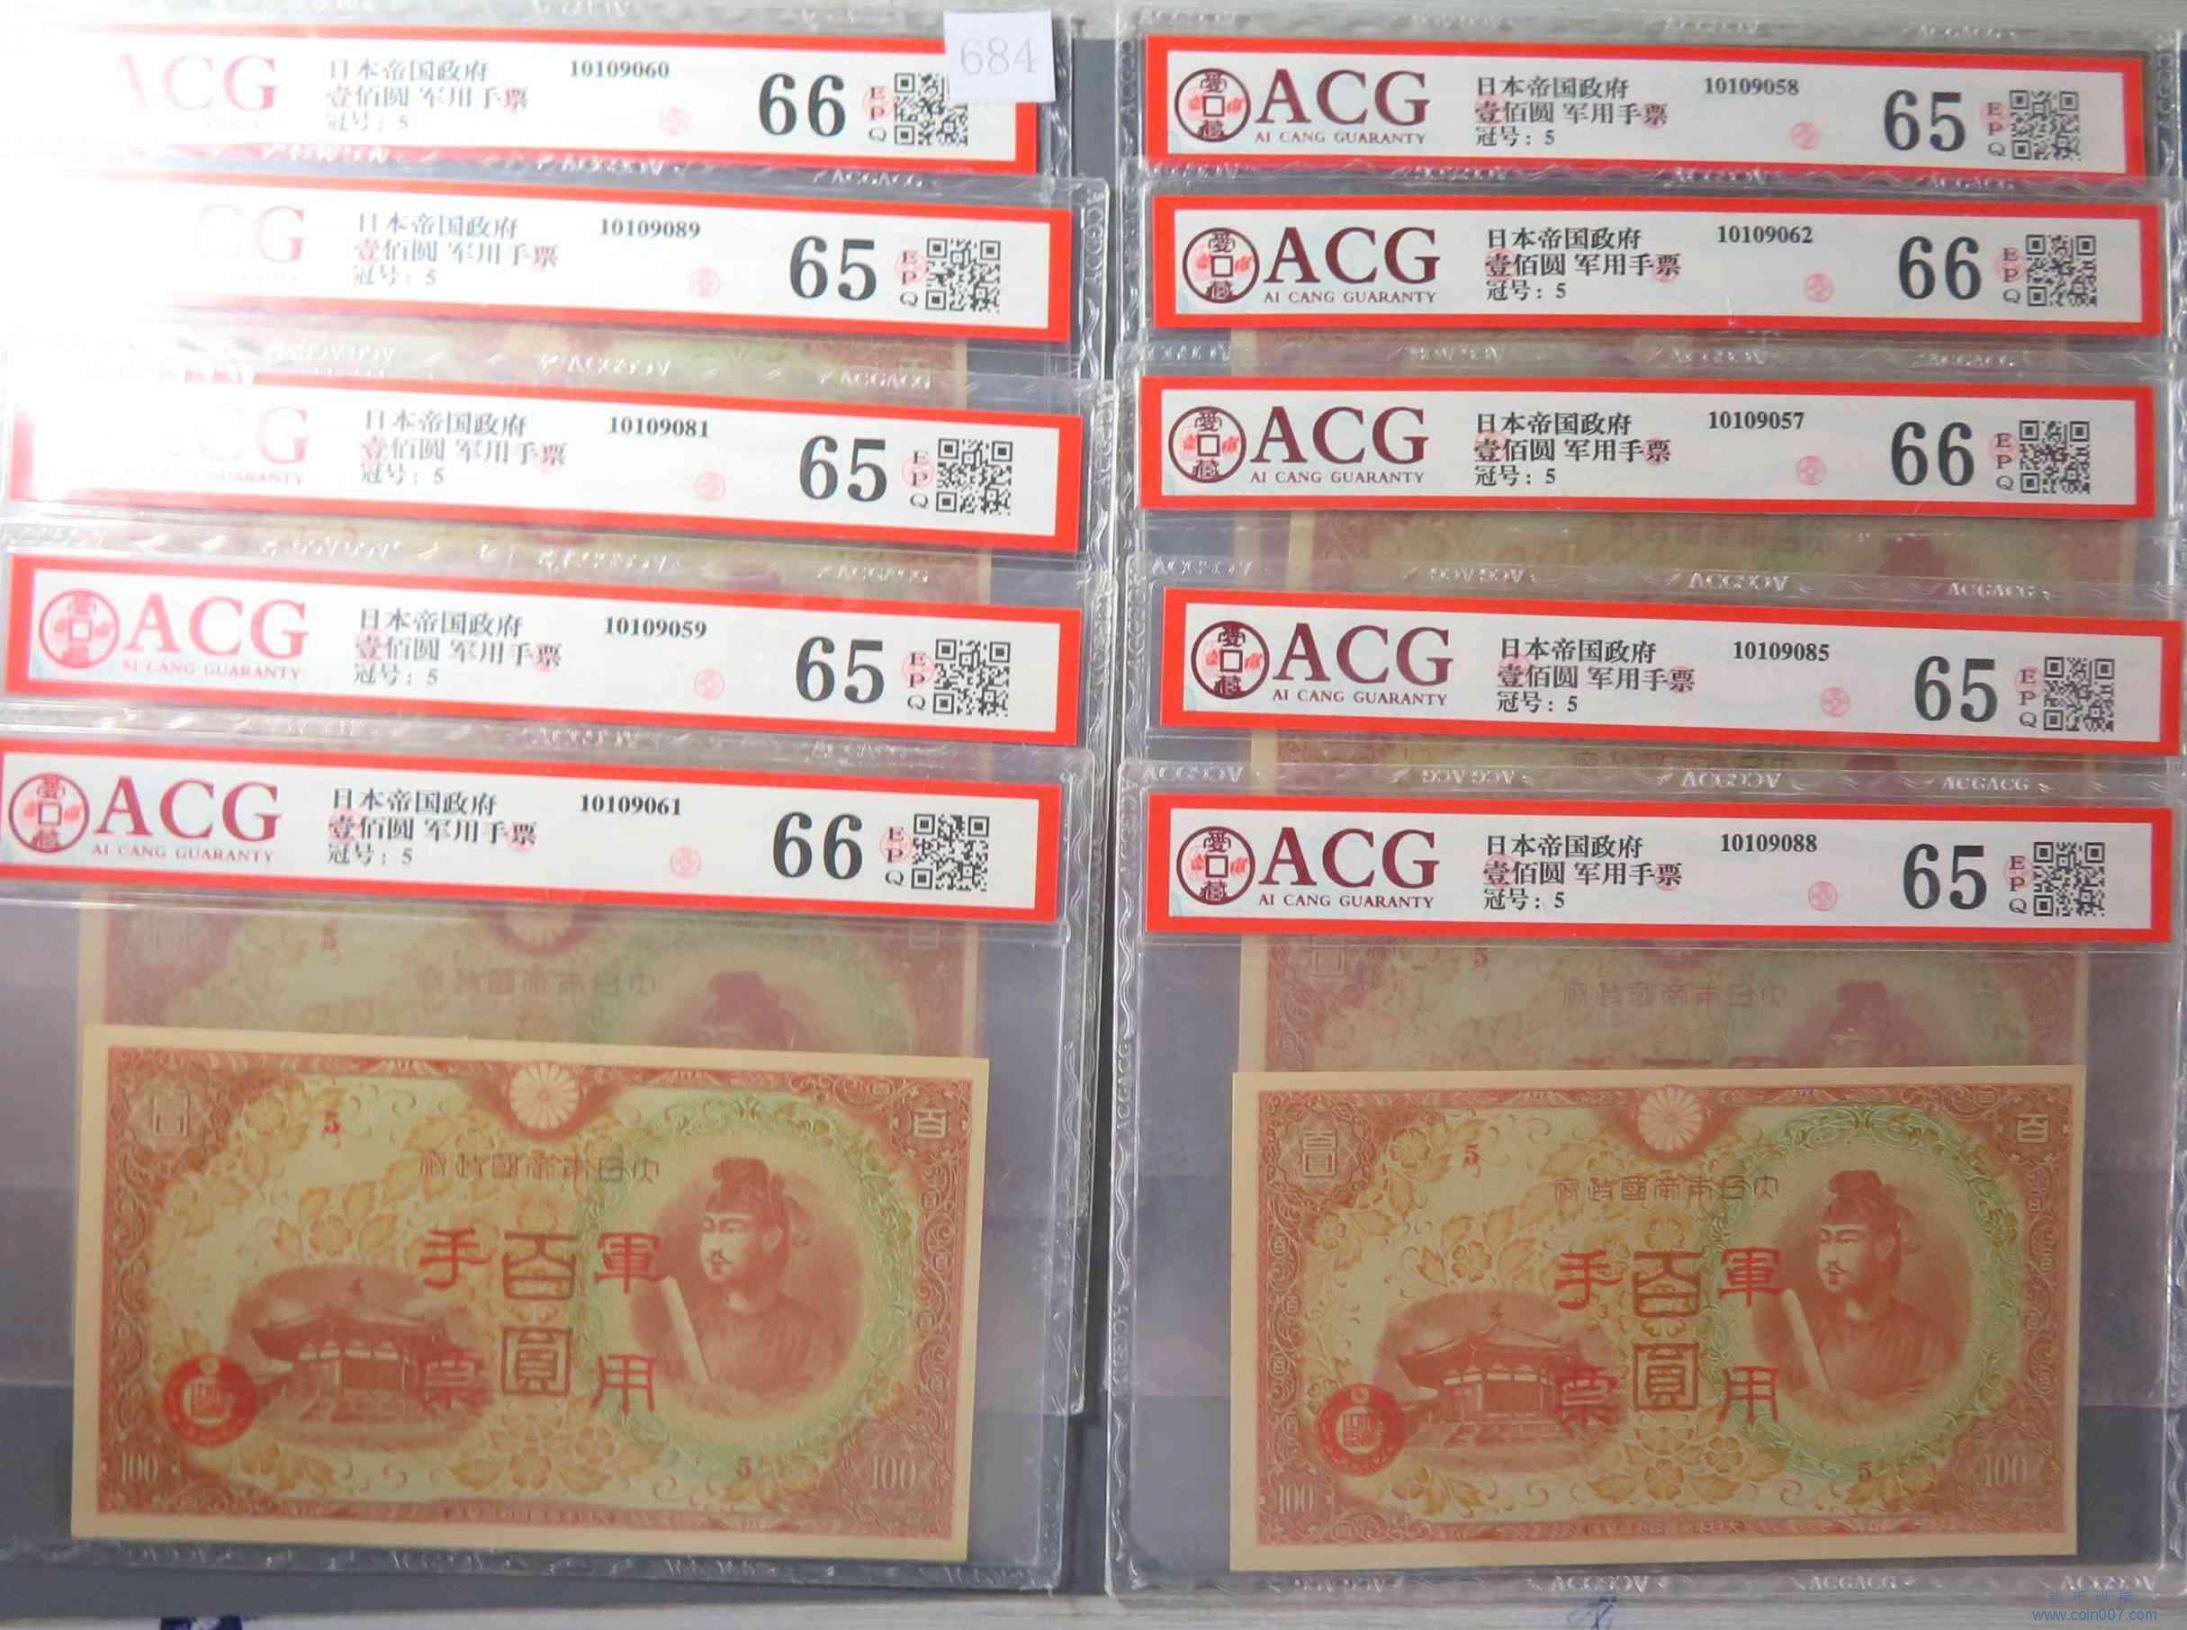 684
ACG
日本帝国政府
壹佰圆 军用手票
冠号：5
10109060
66
EPQ
日本帝国政府
壹佰圆 军用手票
冠号：5
10109089
65
EPQ
日本帝国政府
壹佰圆 军用手票
冠号：5
10109081
65
EPQ
ACG
AI CANG GUARANTY
日本帝国政府
壹佰圆 军用手票
冠号：5
10109059
65
EPQ
ACG
AI CANG GUARANTY
日本帝国政府
壹佰圆 军用手票
冠号：5
10109061
66
EPQ
5
百
府政國帝本日大
軍用
百圓
手票
5
100
100
ACG
AI CANG GUARANTY
日本帝国政府
壹佰圆 军用手票
冠号：5
10109058
65
EPQ
ACG
AI CANG GUARANTY
日本帝国政府
壹佰圆 军用手票
冠号：5
10109062
66
EPQ
ACG
AI CANG GUARANTY
日本帝国政府
壹佰圆 军用手票
冠号：5
10109057
66
EPQ
ACG
AI CANG GUARANTY
日本帝国政府
壹佰圆 军用手票
冠号：5
10109085
65
EPQ
ACG
AI CANG GUARANTY
日本帝国政府
壹佰圆 军用手票
冠号：5
10109088
65
EPQ
5
百
府政國帝本日大
軍用
百圓
手票
5
100
100
www.coin007.com